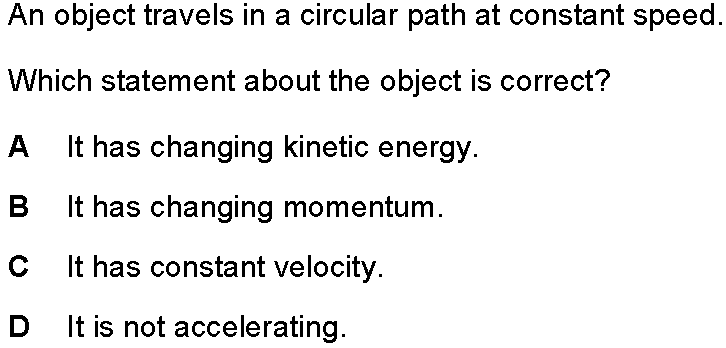 An object travels in a circular path at constant speed.
Which statement about the object is correct?
A It has changing kinetic energy.
B It has changing momentum.
C It has constant velocity.
D It is not accelerating.